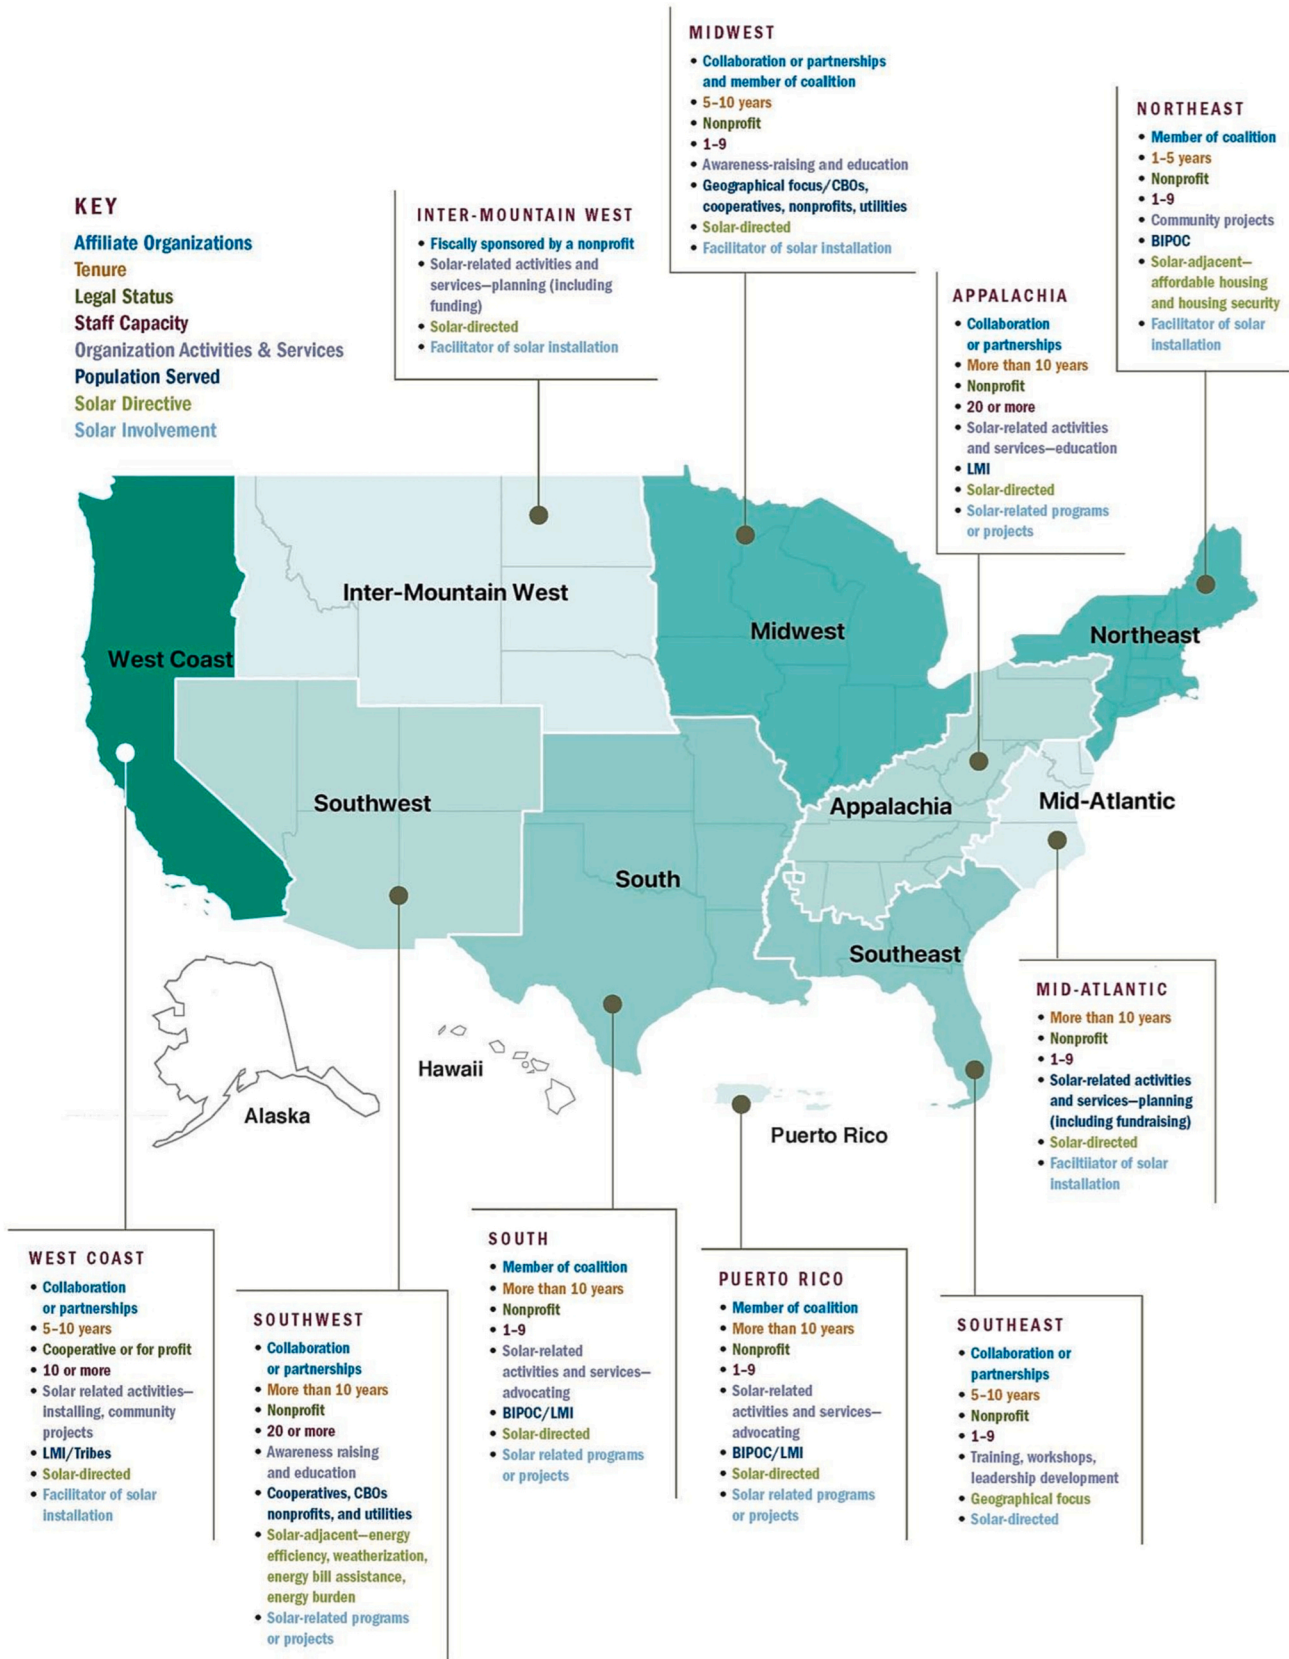 MIDWEST
• Collaboration or partnerships
and member of coalition
• 5–10 years
• Nonprofit
• 1–9
• Awareness-raising and education
• Geographical focus/CBOs,
cooperatives, nonprofits, utilities
• Solar-directed
• Facilitator of solar installation
NORTHEAST
• Member of coalition
• 1–5 years
• Nonprofit
• 1–9
• Community projects
• BIPOC
• Solar-adjacent—
affordable housing
and housing security
• Facilitator of solar
installation
KEY
Affiliate Organizations
Tenure
Legal Status
Staff Capacity
Organization Activities & Services
Population Served
Solar Directive
Solar Involvement
INTER-MOUNTAIN WEST
• Fiscally sponsored by a nonprofit
• Solar-related activities and
services—planning (including
funding)
• Solar-directed
• Facilitator of solar installation
APPALACHIA
• Collaboration
or partnerships
• More than 10 years
• Nonprofit
• 20 or more
• Solar-related activities
and services—education
• LMI
• Solar-directed
• Solar-related programs
or projects
Inter-Mountain West
Midwest
Northeast
West Coast
Southwest
Appalachia
Mid-Atlantic
South
Southeast
Hawaii
Alaska
Puerto Rico
MID-ATLANTIC
• More than 10 years
• Nonprofit
• 1–9
• Solar-related activities
and services—planning
(including fundraising)
• Solar-directed
• Faciltiiator of solar
installation
WEST COAST
• Collaboration
or partnerships
• 5–10 years
• Cooperative or for profit
• 10 or more
• Solar related activities—
installing, community
projects
• LMI/Tribes
• Solar-directed
• Facilitator of solar
installation
SOUTHWEST
• Collaboration
or partnerships
• More than 10 years
• Nonprofit
• 20 or more
• Awareness raising
and education
• Cooperatives, CBOs
nonprofits, and utilities
• Solar-adjacent—energy
efficiency, weatherization,
energy bill assistance,
energy burden
• Solar-related programs
or projects
SOUTH
• Member of coalition
• More than 10 years
• Nonprofit
• 1–9
• Solar-related
activities and services—
advocating
• BIPOC/LMI
• Solar-directed
• Solar related programs
or projects
PUERTO RICO
• Member of coalition
• More than 10 years
• Nonprofit
• 1–9
• Solar-related
activities and services—
advocating
• BIPOC/LMI
• Solar-directed
• Solar related programs
or projects
SOUTHEAST
• Collaboration or
partnerships
• 5–10 years
• Nonprofit
• 1–9
• Training, workshops,
leadership development
• Geographical focus
• Solar-directed